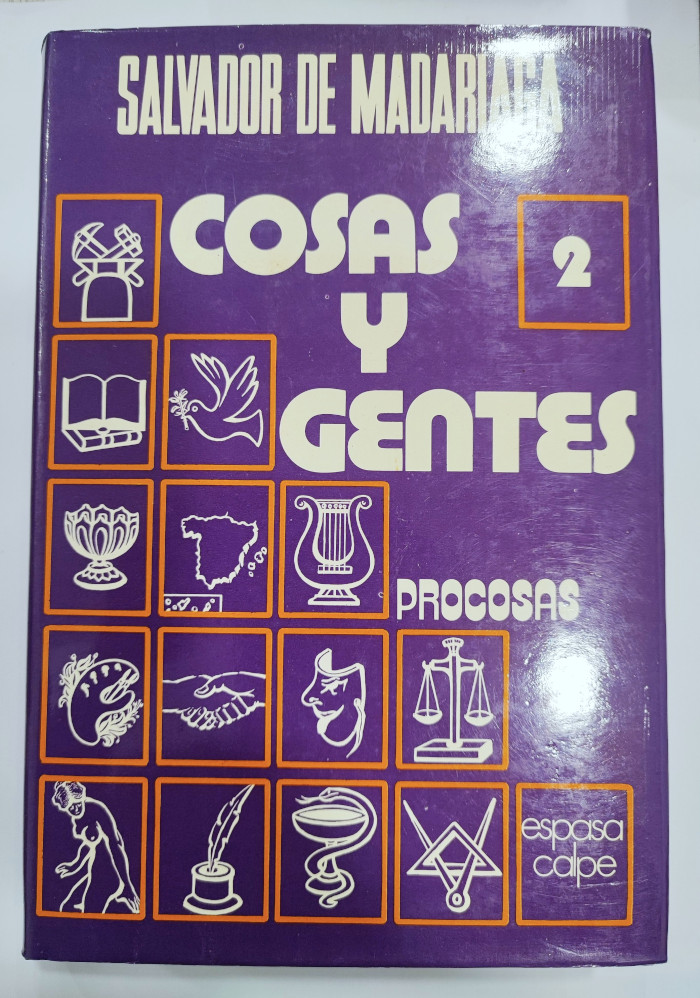 SALVADOR DE MADARIAGA
COSAS
2
Y
GENTES
PROCOSAS
espasa
calpe